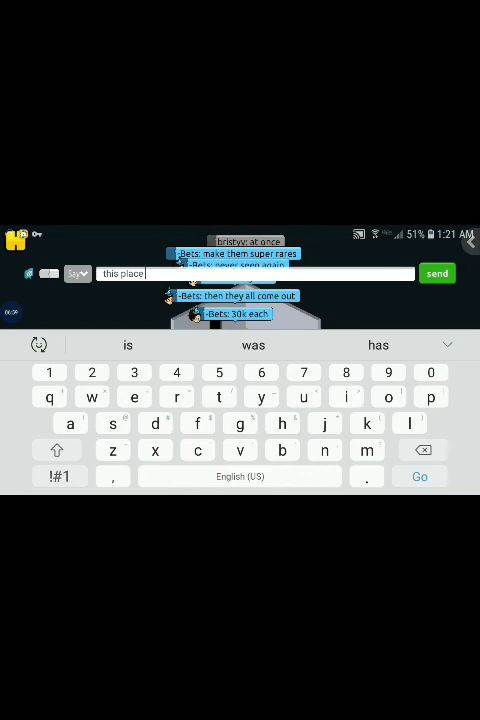 bristyy: at once
51% 1:21 AM
-Bets: make them super rares
-Bets: never seen again
Say this place send
-Bets: then they all come out
06:59
-Bets: 30k each
is was has
1 2 3 4 5 6 7 8 9 0
q w e r t y u i o p
a s d f g h j k l
z x c v b n m
!#1 , English (US) . Go